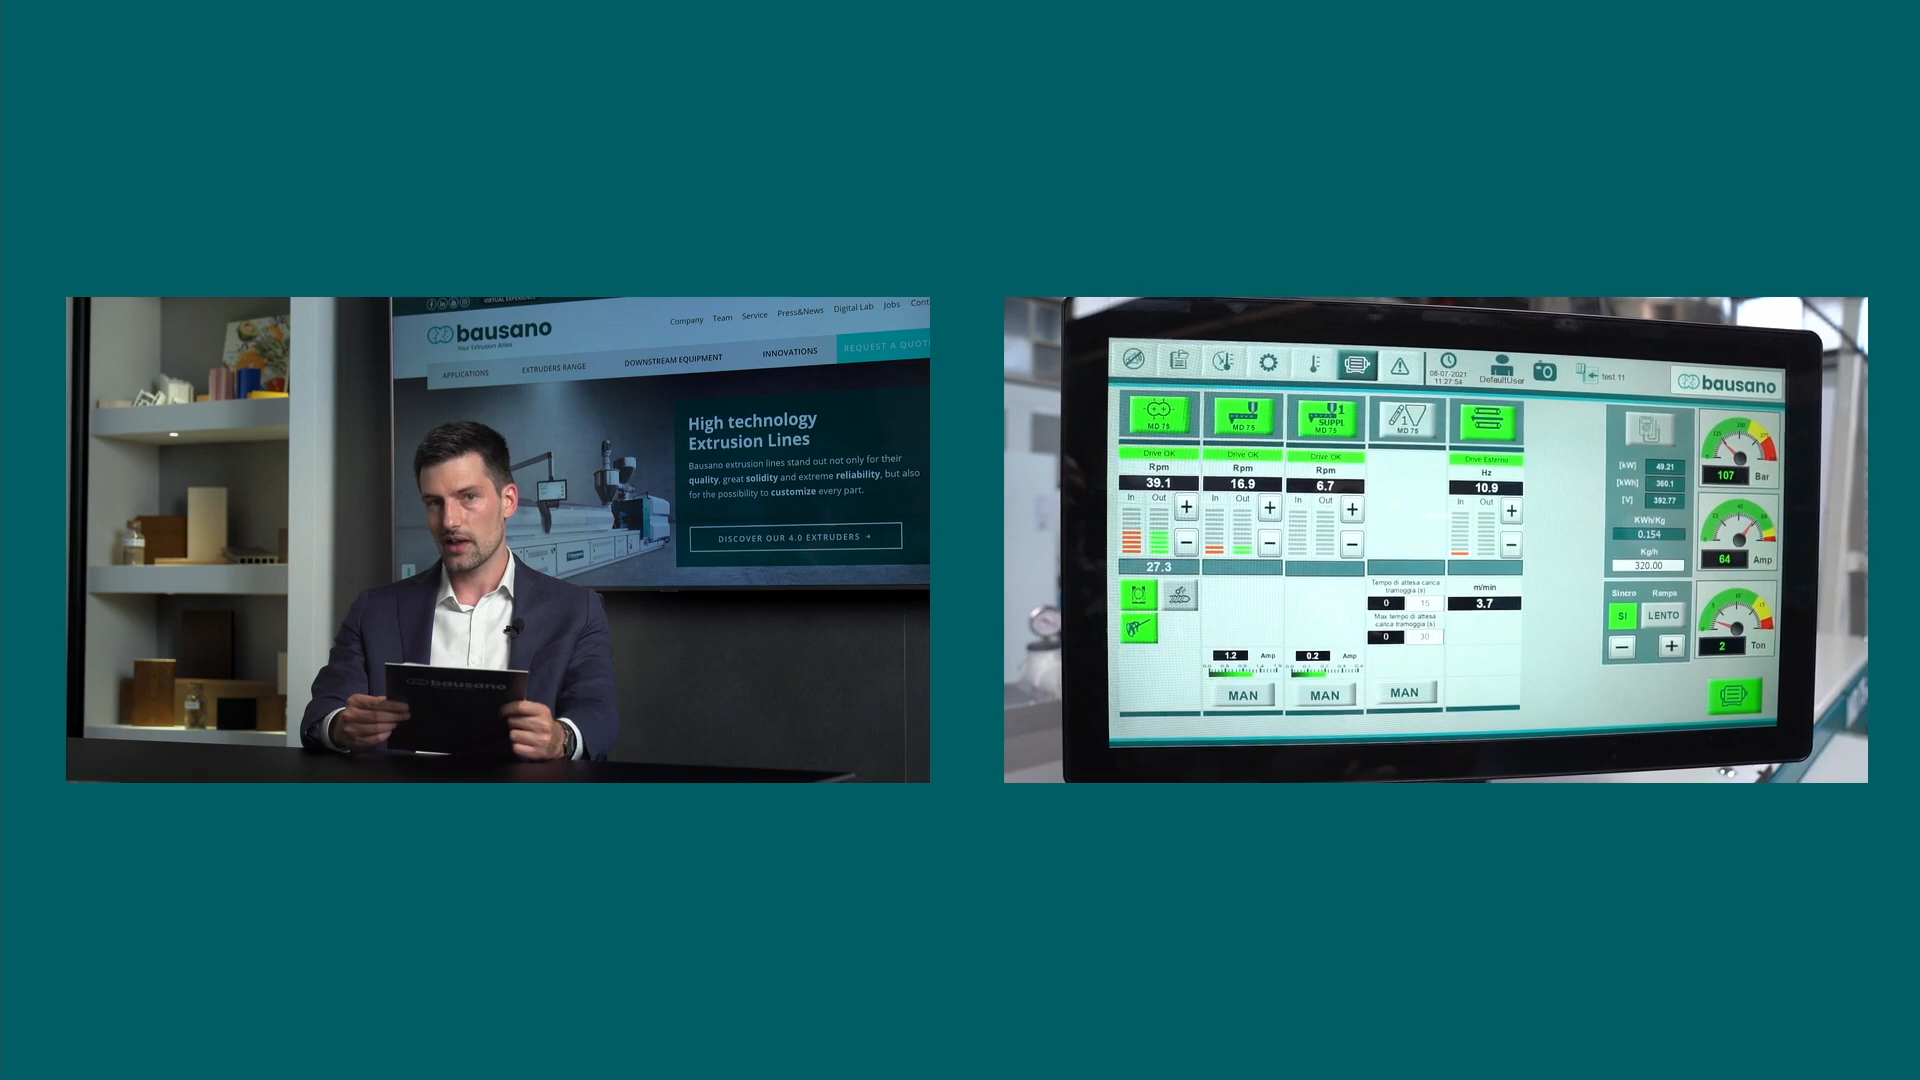 VIRTUAL EXPERIENCE
Company Team Service Press&News Digital Lab Jobs
bausano
Your Extrusion Allies
REQUEST A
APPLICATIONS EXTRUDERS RANGE DOWNSTREAM EQUIPMENT INNOVATIONS
High technology
Extrusion Lines
Bausano extrusion lines stand out not only for their
quality, great solidity and extreme reliability, but also
for the possibility to customize every part.
DISCOVER OUR 4.0 EXTRUDERS →
bausano
08-07-2021
11:27:54
DefaultUser
test 11
bausano
MD 75
MD 75
1
SUPPL
MD 75
1
MD 75
Drive OK
Drive OK
Drive OK
Drive Esterno
Rpm
Rpm
Rpm
Hz
39.1
16.9
6.7
10.9
In Out
In Out
In Out
In Out
+ + + +
− − − −
27.3
Tempo di attesa carica
tramoggia (s)
0 15
Max tempo di attesa
carica tramoggia (s)
0 30
m/min
3.7
1.2 Amp
0.2 Amp
MAN
MAN
MAN
[kW] 49.21
[kWh] 360.1
[V] 392.77
KWh/Kg
0.154
Kg/h
320.00
Sincro Rampa
SI LENTO
− +
107 Bar
64 Amp
2 Ton